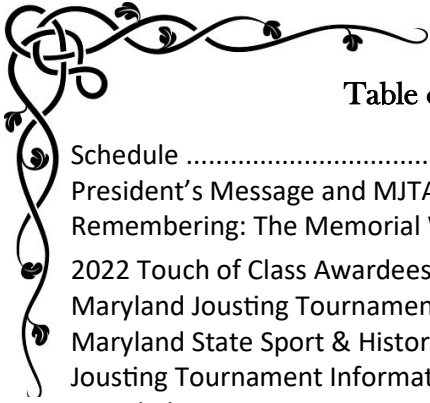 Table
Schedule ....................................
President’s Message and MJTA
Remembering: The Memorial
2022 Touch of Class Awardees
Maryland Jousting Tournamen
Maryland State Sport & Histor
Jousting Tournament Informat